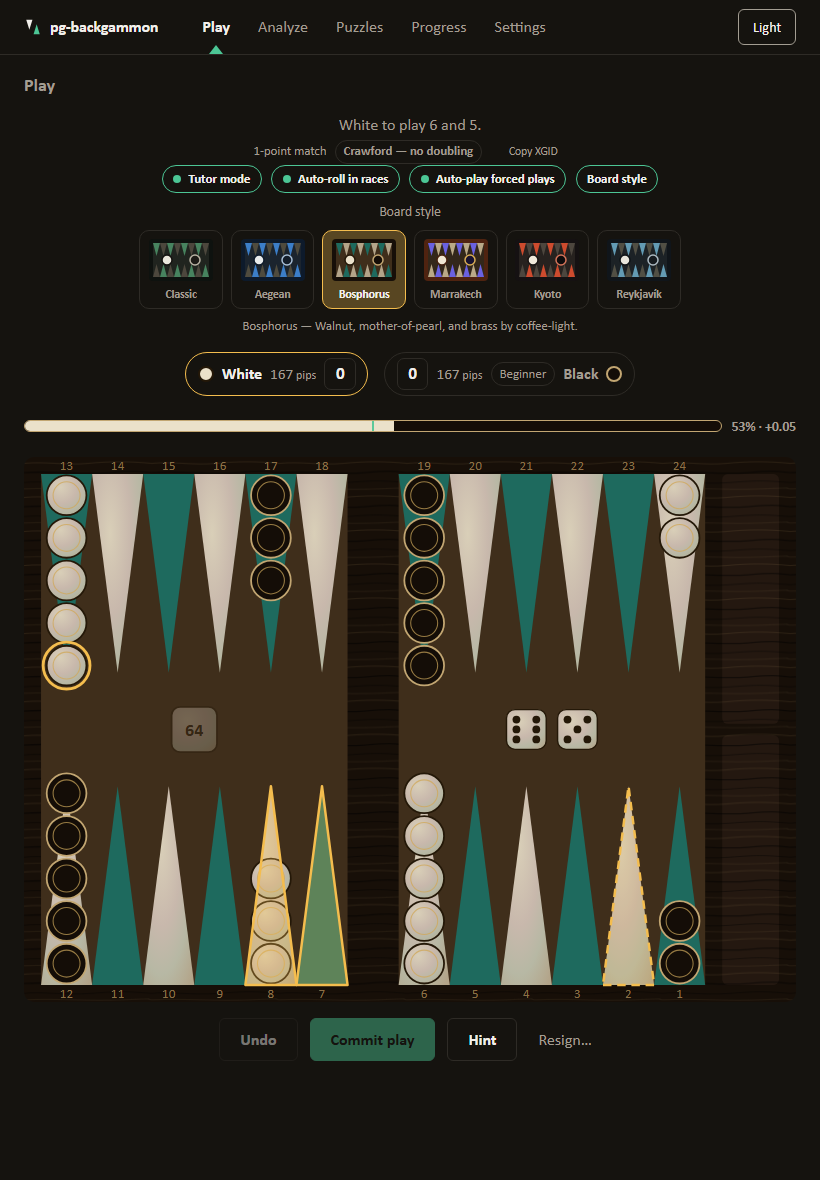 pg-backgammon Play Analyze Puzzles Progress Settings Light
Play
White to play 6 and 5.
1-point match Crawford — no doubling Copy XGID
Tutor mode Auto-roll in races Auto-play forced plays Board style
Board style
Classic Aegean Bosphorus Marrakech Kyoto Reykjavík
Bosphorus — Walnut, mother-of-pearl, and brass by coffee-light.
White 167 pips 0 0 167 pips Beginner Black
53% · +0.05
13 14 15 16 17 18 19 20 21 22 23 24
64
12 11 10 9 8 7 6 5 4 3 2 1
Undo Commit play Hint Resign...